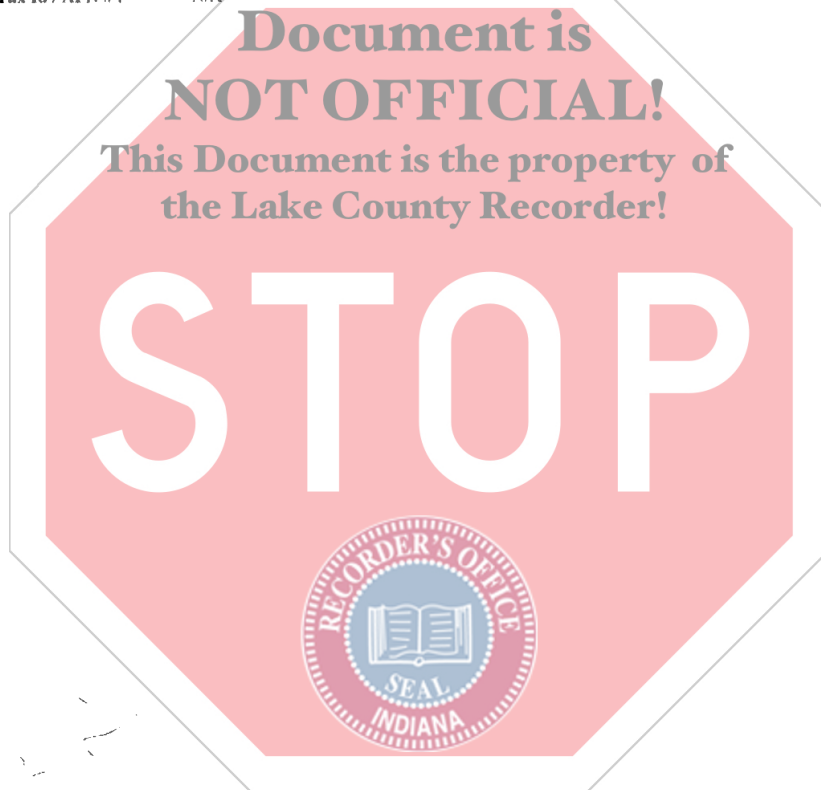 Document is
NOT OFFICIAL!
This Document is the property of
the Lake County Recorder!
STOP
RECORDER'S OFFICE
SEAL
INDIANA